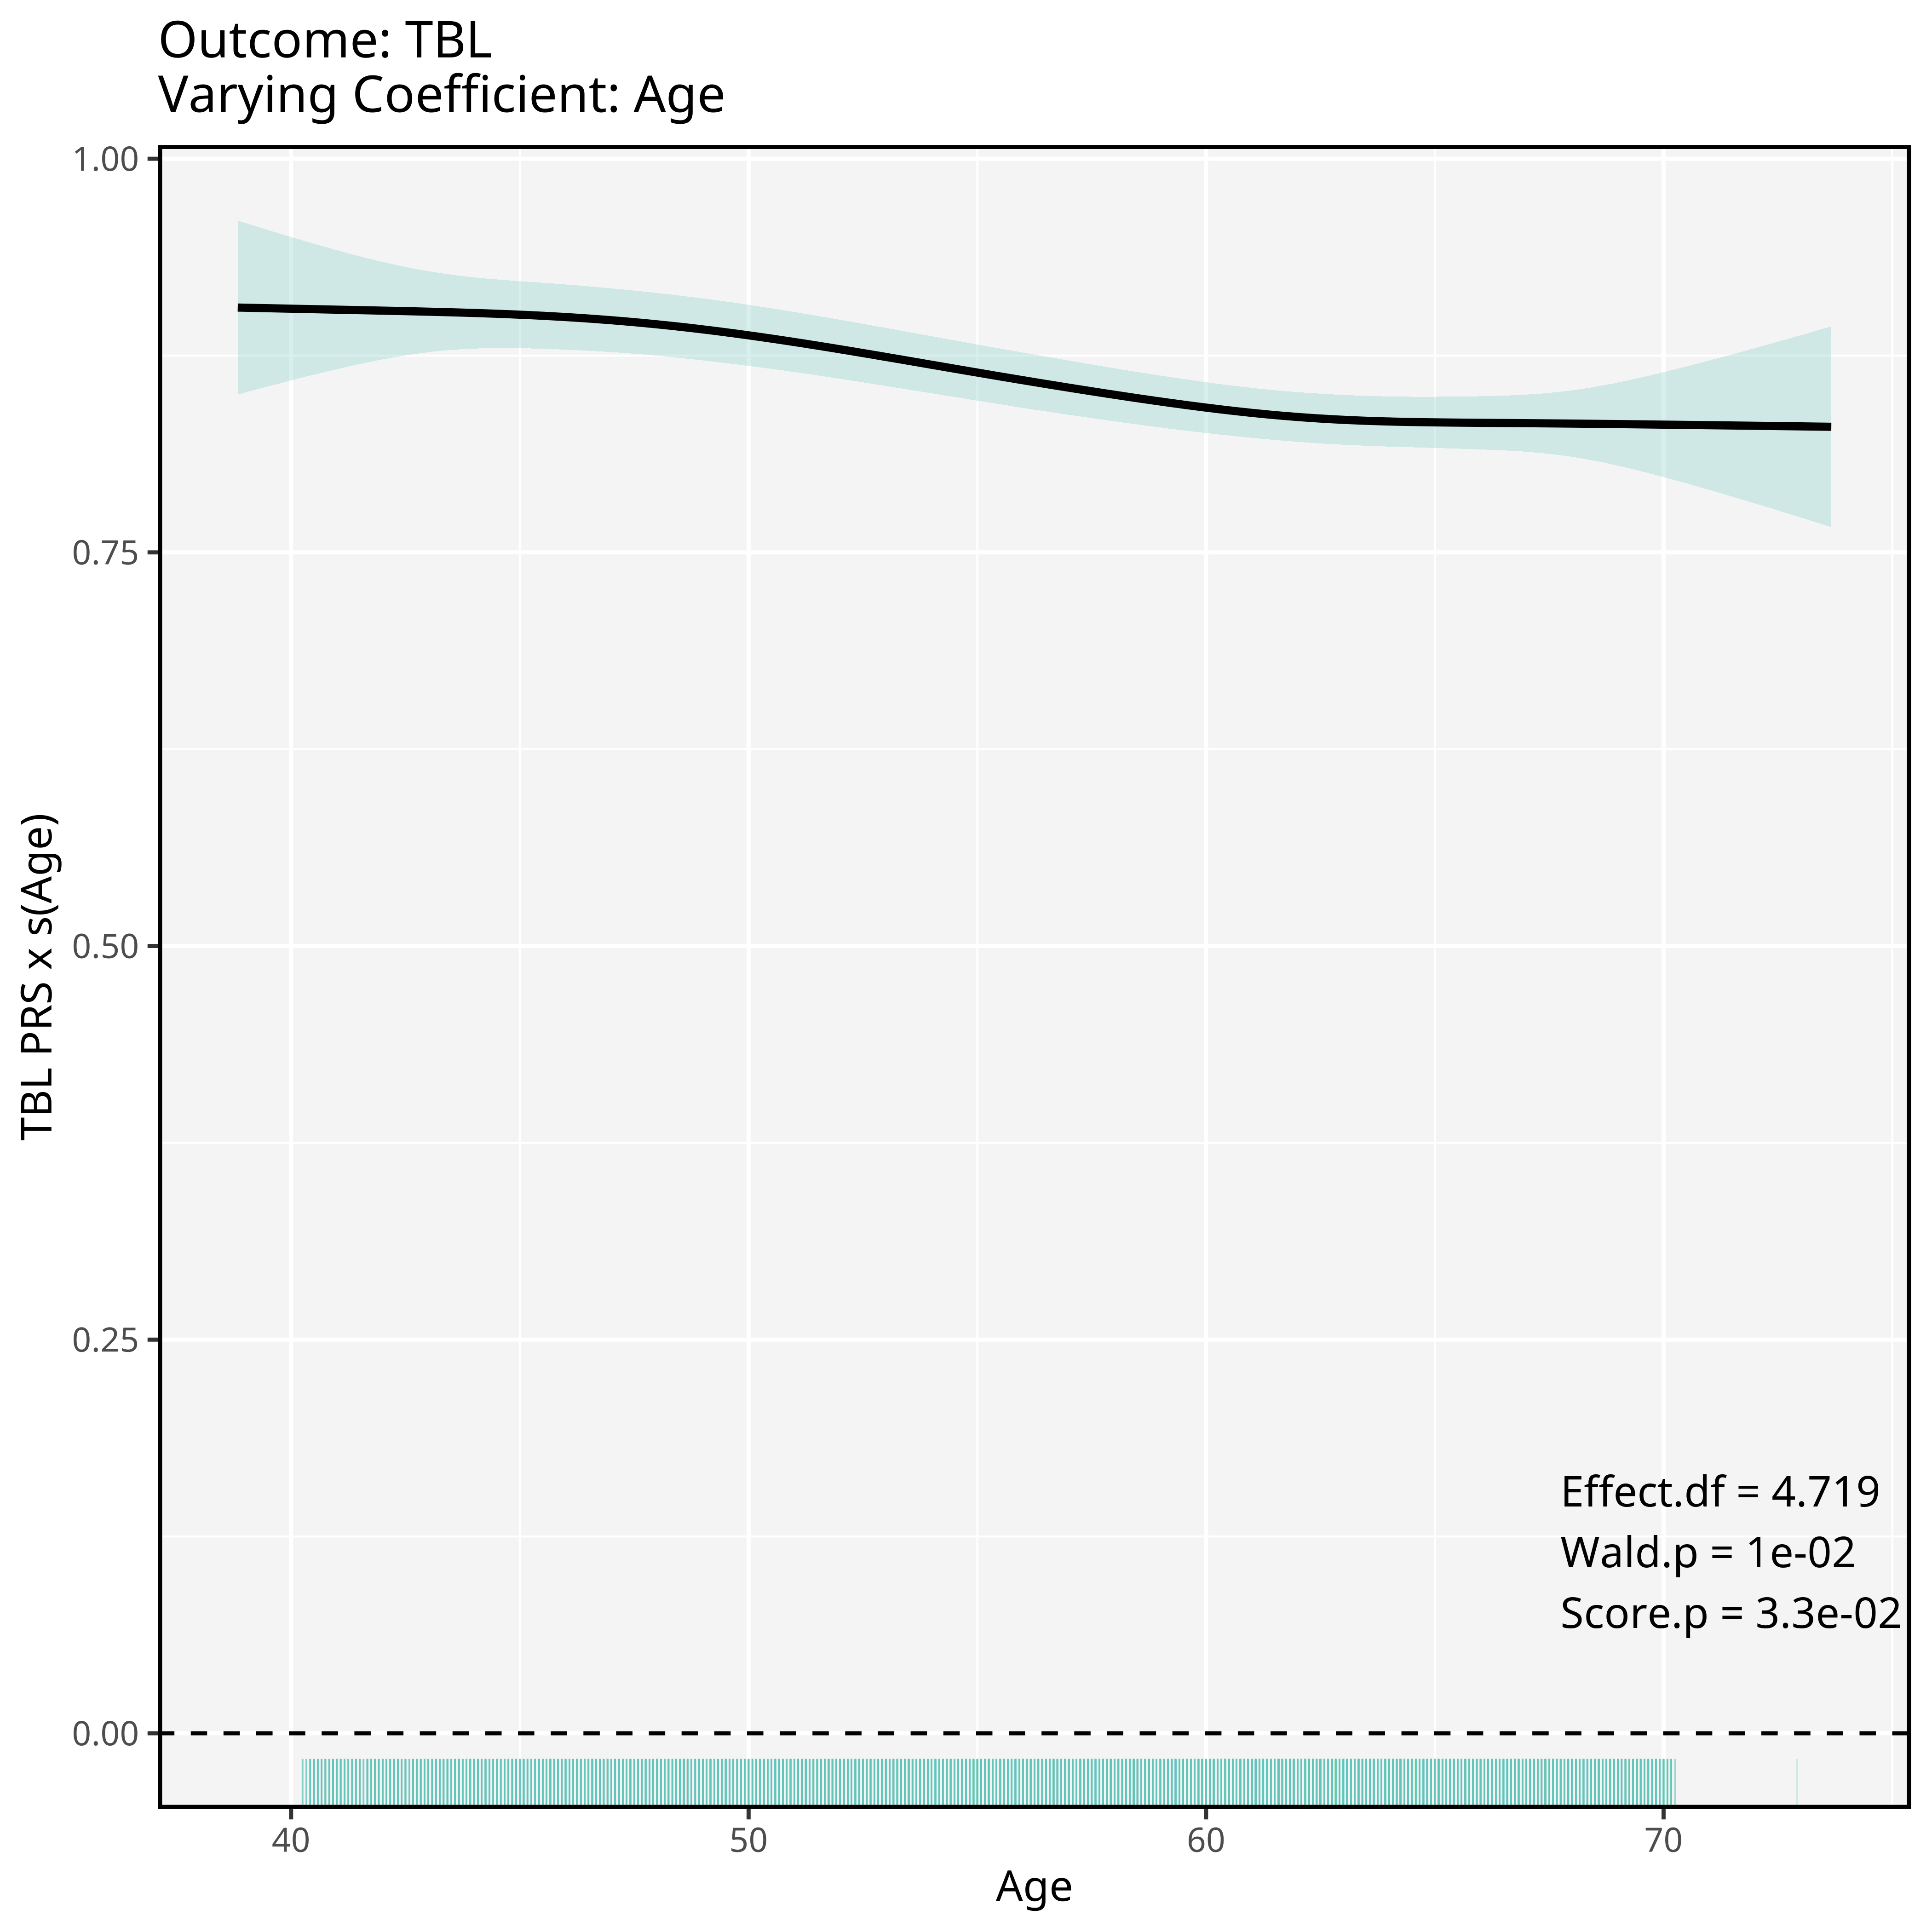 Outcome: TBL
Varying Coefficient: Age
1.00
0.75
0.50
0.25
0.00
TBL PRS x s(Age)
Effect.df = 4.719
Wald.p = 1e-02
Score.p = 3.3e-02
40
50
60
70
Age